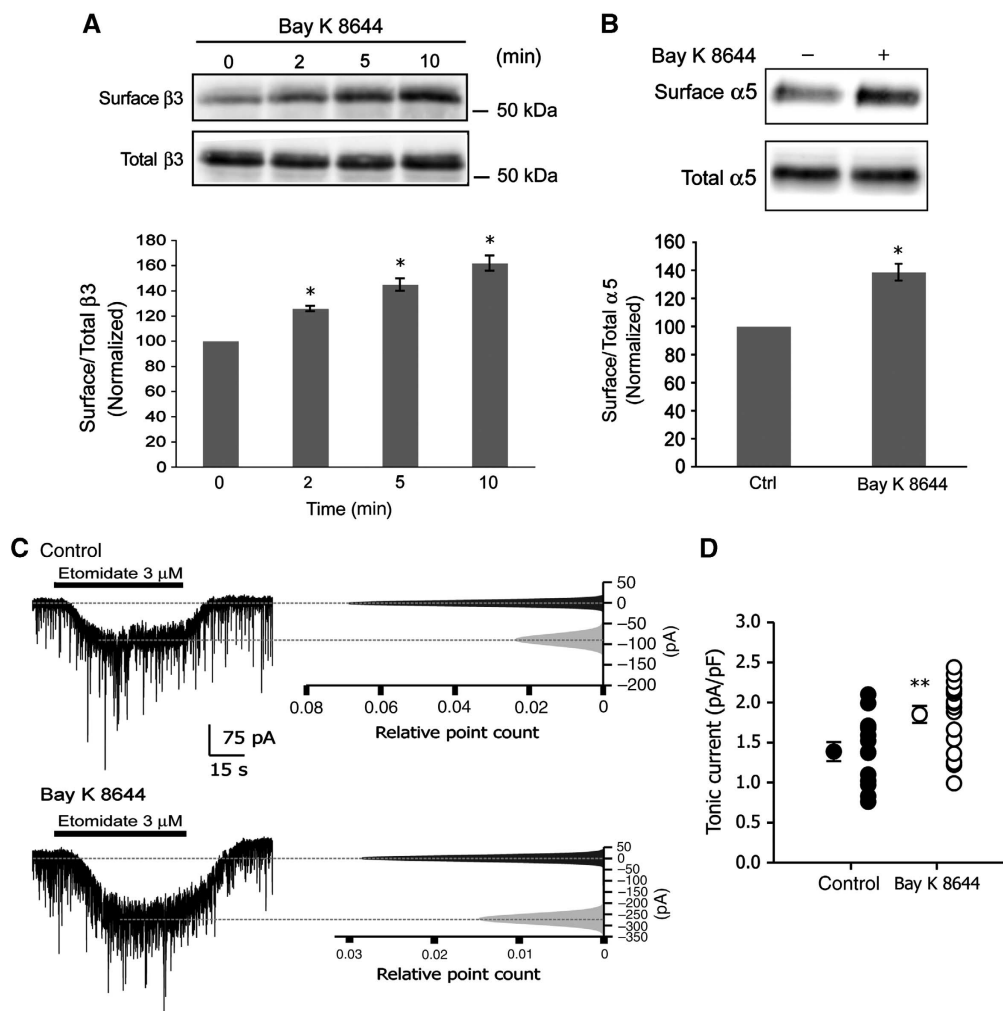 A
Bay K 8644
0 2 5 10 (min)
Surface β3
50 kDa
Total β3
50 kDa
Surface/Total β3
(Normalized)
180
160
140
120
100
80
60
40
20
0
0 2 5 10
* * *
Time (min)
B
Bay K 8644 – +
Surface α5
Total α5
Surface/Total α5
(Normalized)
160
140
120
100
80
60
40
20
0
*
Ctrl Bay K 8644
C
Control
Etomidate 3 μM
75 pA
15 s
50
0
−50
−100
−150
−200
(pA)
0.08 0.06 0.04 0.02 0
Relative point count
Bay K 8644
Etomidate 3 μM
50
0
−50
−100
−150
−200
−250
−300
−350
(pA)
0.03 0.02 0.01 0
Relative point count
D
Tonic current (pA/pF)
3.0
2.5
2.0
1.5
1.0
0.5
0.0
**
Control Bay K 8644